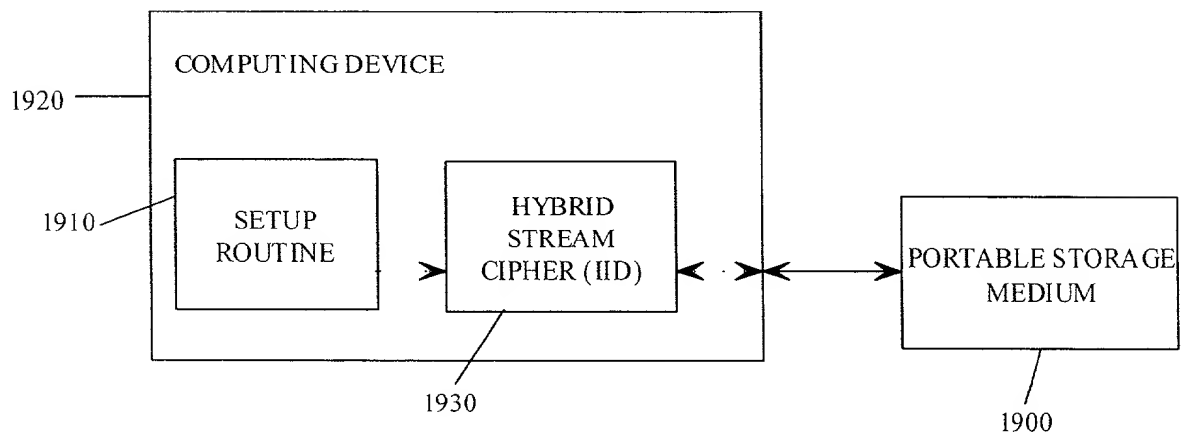 COMPUTING DEVICE
1920
1910
SETUP
ROUTINE
HYBRID
STREAM
CIPHER (IID)
PORTABLE STORAGE
MEDIUM
1930
1900